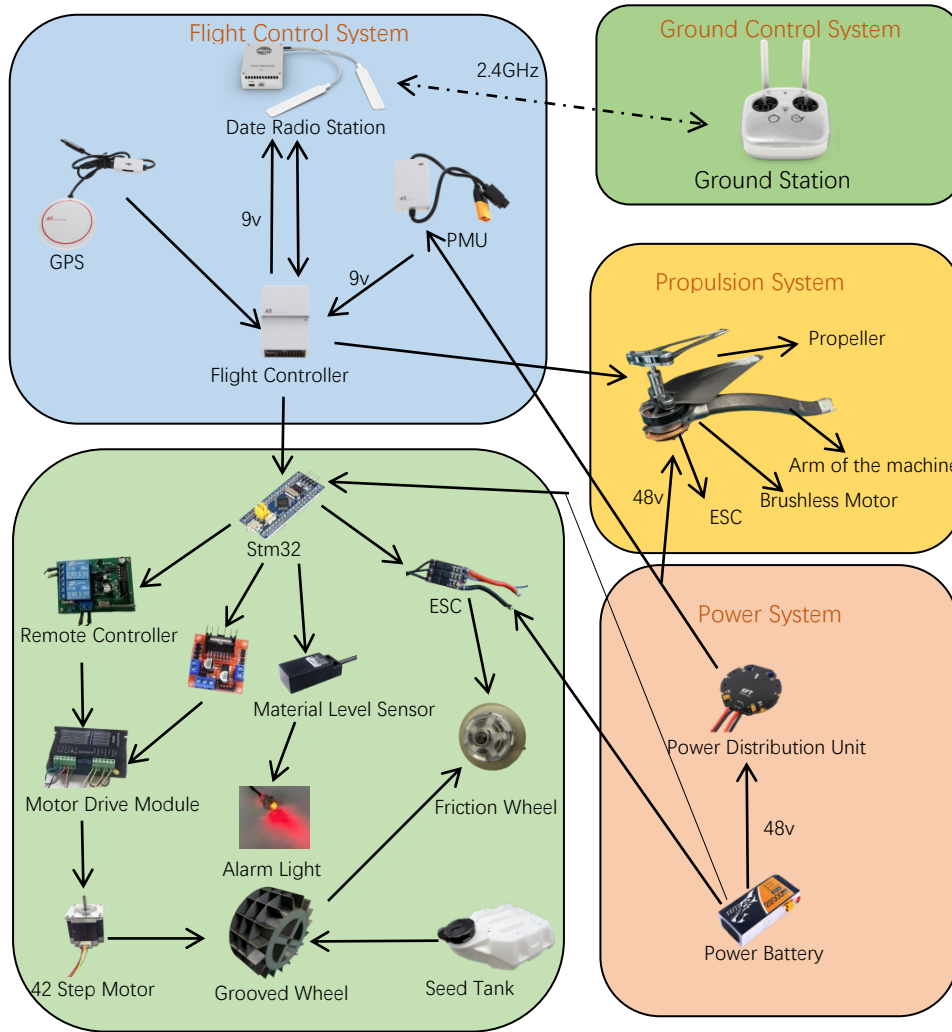 Flight Control System
Ground Control System
2.4GHz
Date Radio Station
Ground Station
9v
PMU
GPS
9v
Flight Controller
Propulsion System
Propeller
Arm of the machine
Brushless Motor
ESC
48v
Stm32
ESC
Remote Controller
Material Level Sensor
Motor Drive Module
Friction Wheel
Alarm Light
42 Step Motor
Grooved Wheel
Seed Tank
Power System
Power Distribution Unit
48v
Power Battery